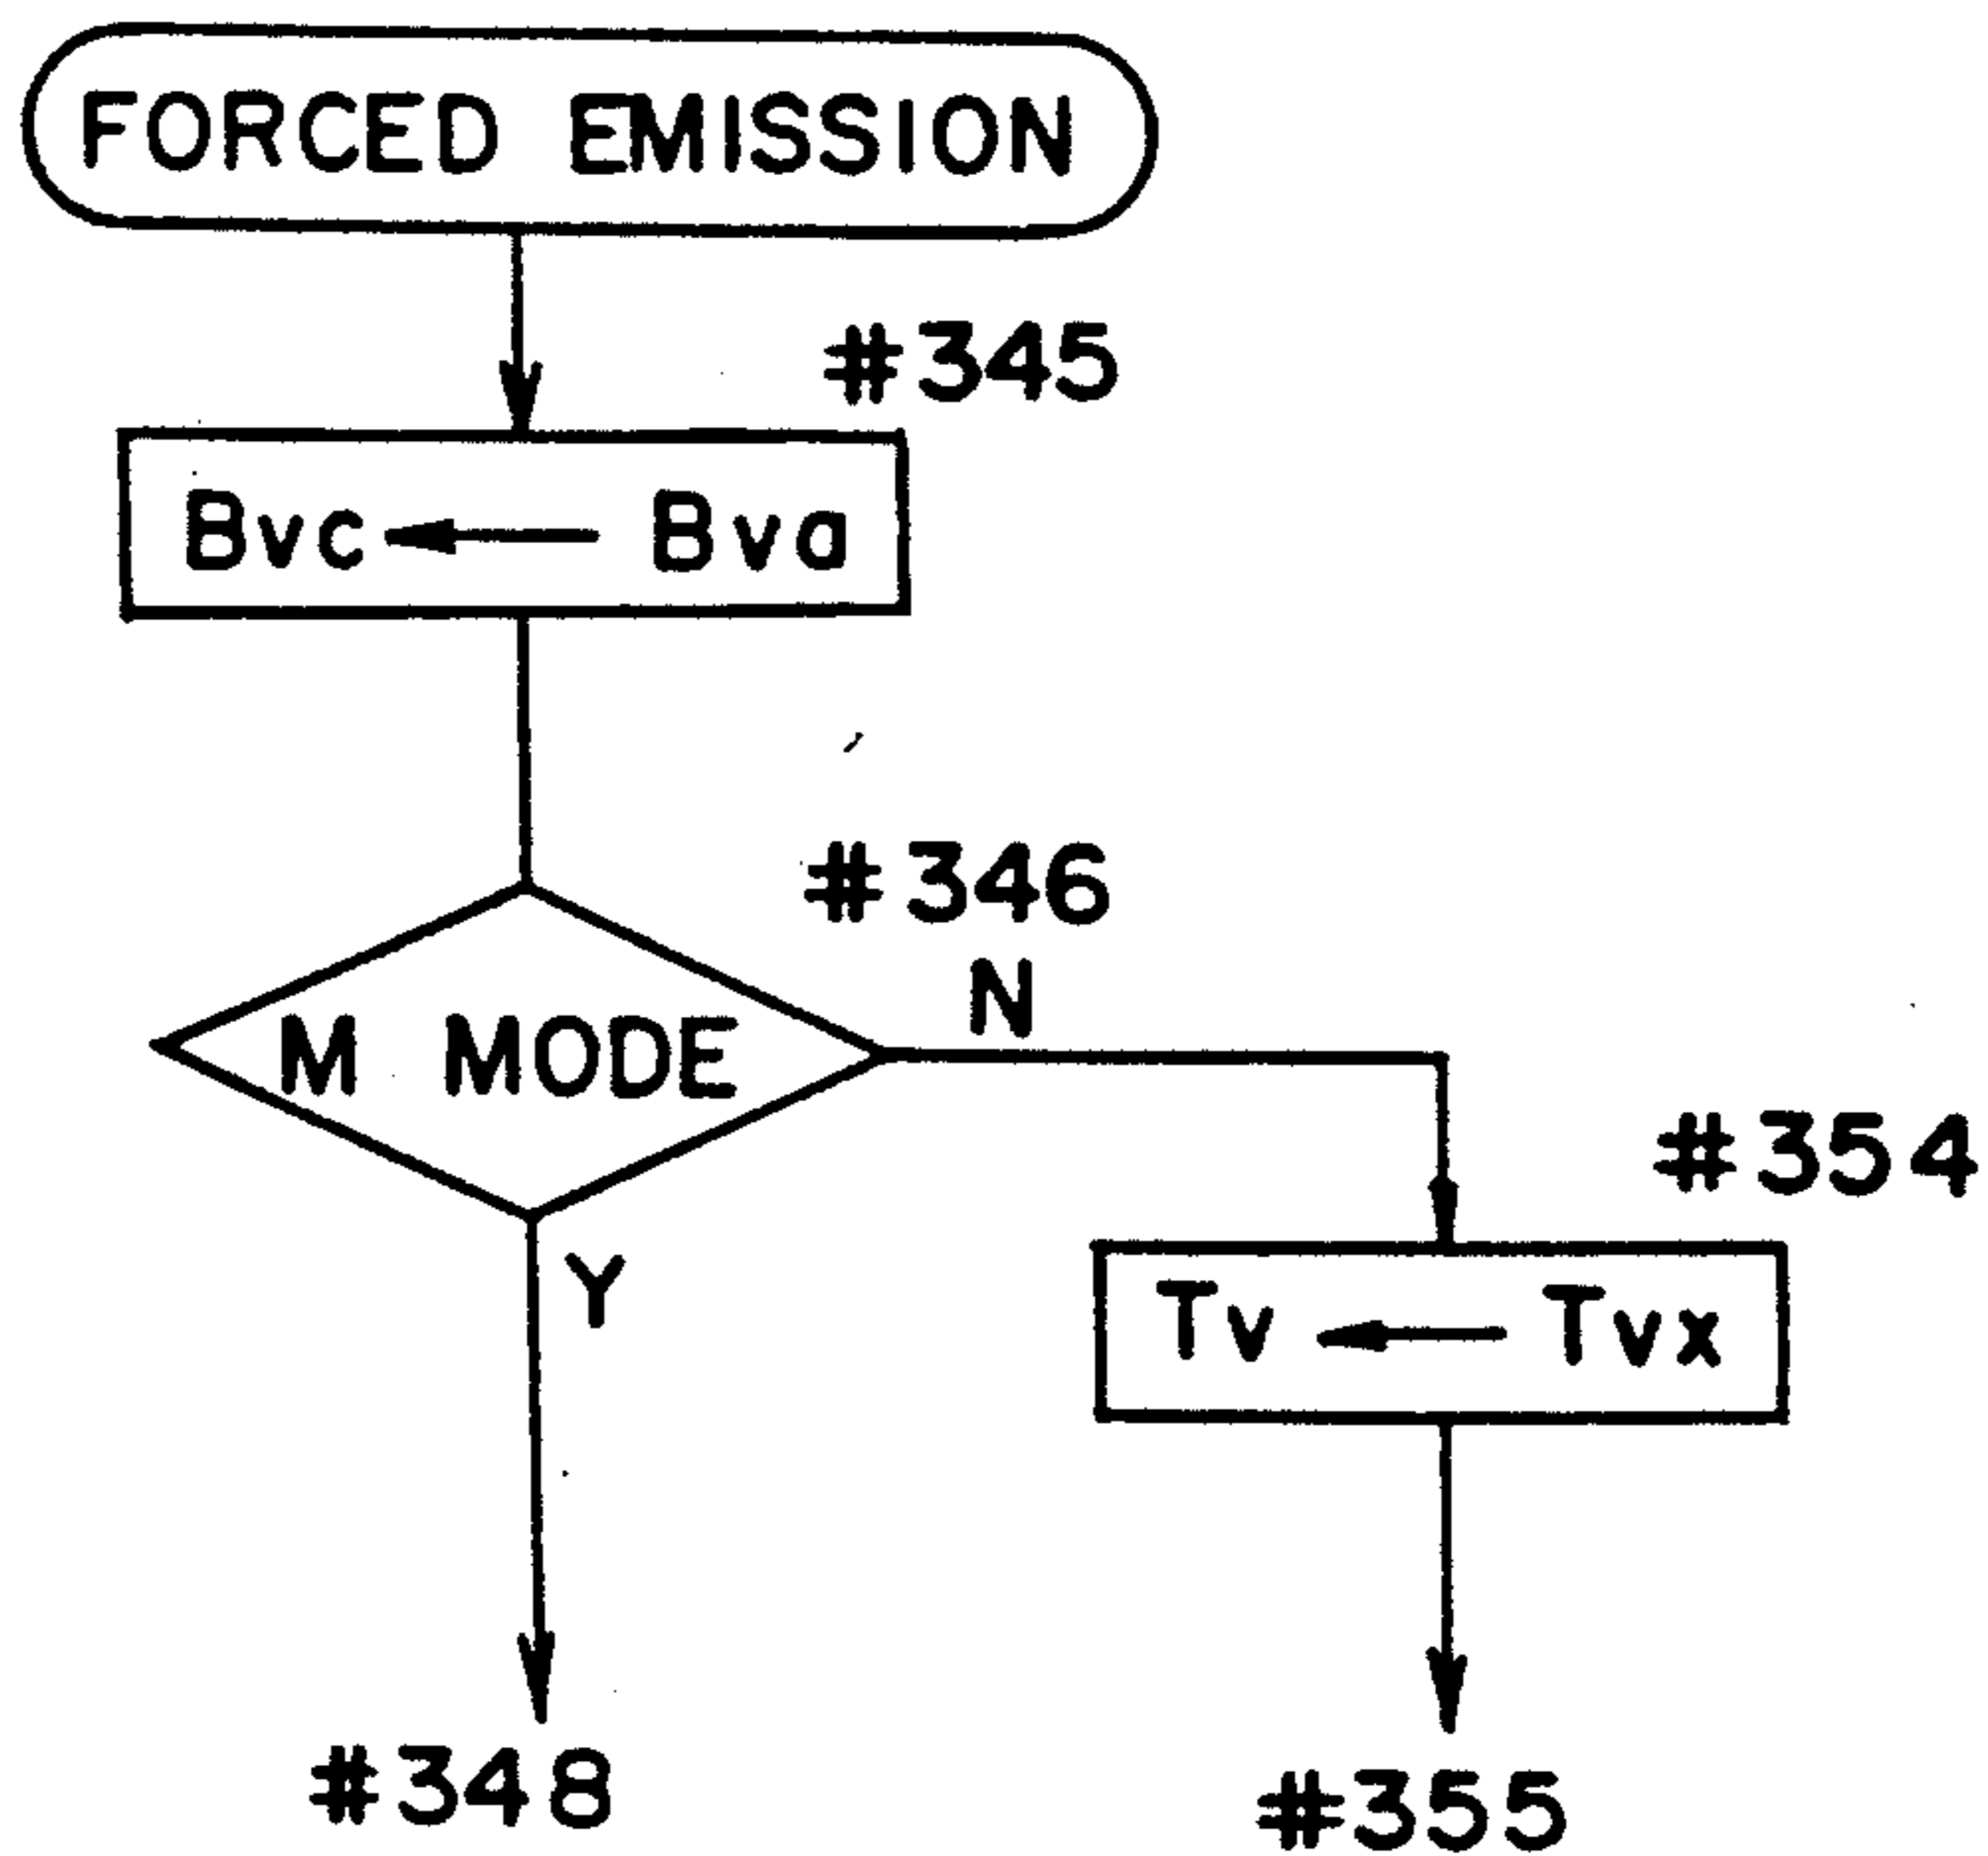 FORCED EMISSION
#345
Bvc ← Bva
#346
N
M MODE
#354
Y
Tv ← Tvx
#348
#355